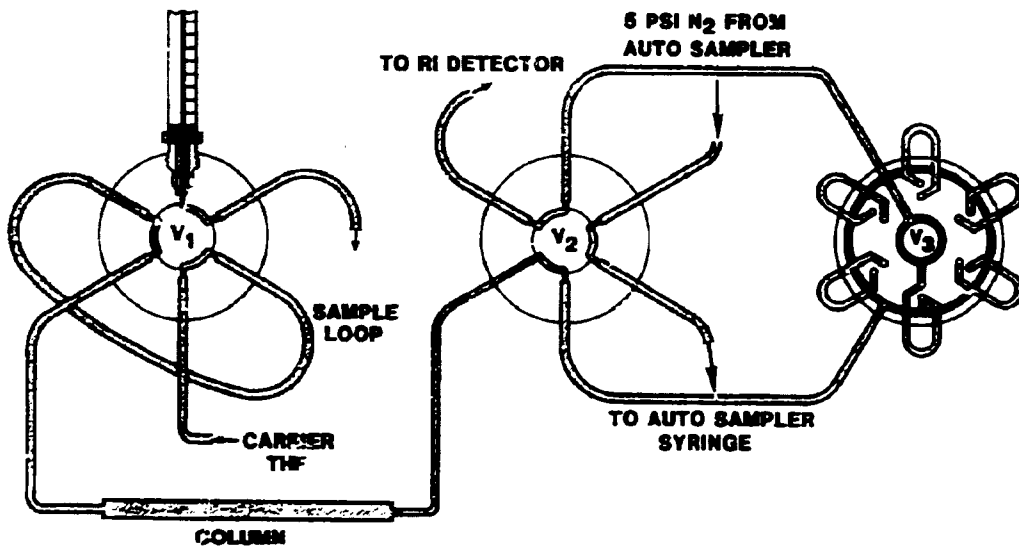 5 PSI N2 FROM
AUTO SAMPLER
TO RI DETECTOR
V1
V2
V3
SAMPLE
LOOP
CARRIER
THF
TO AUTO SAMPLER
SYRINGE
COLUMN